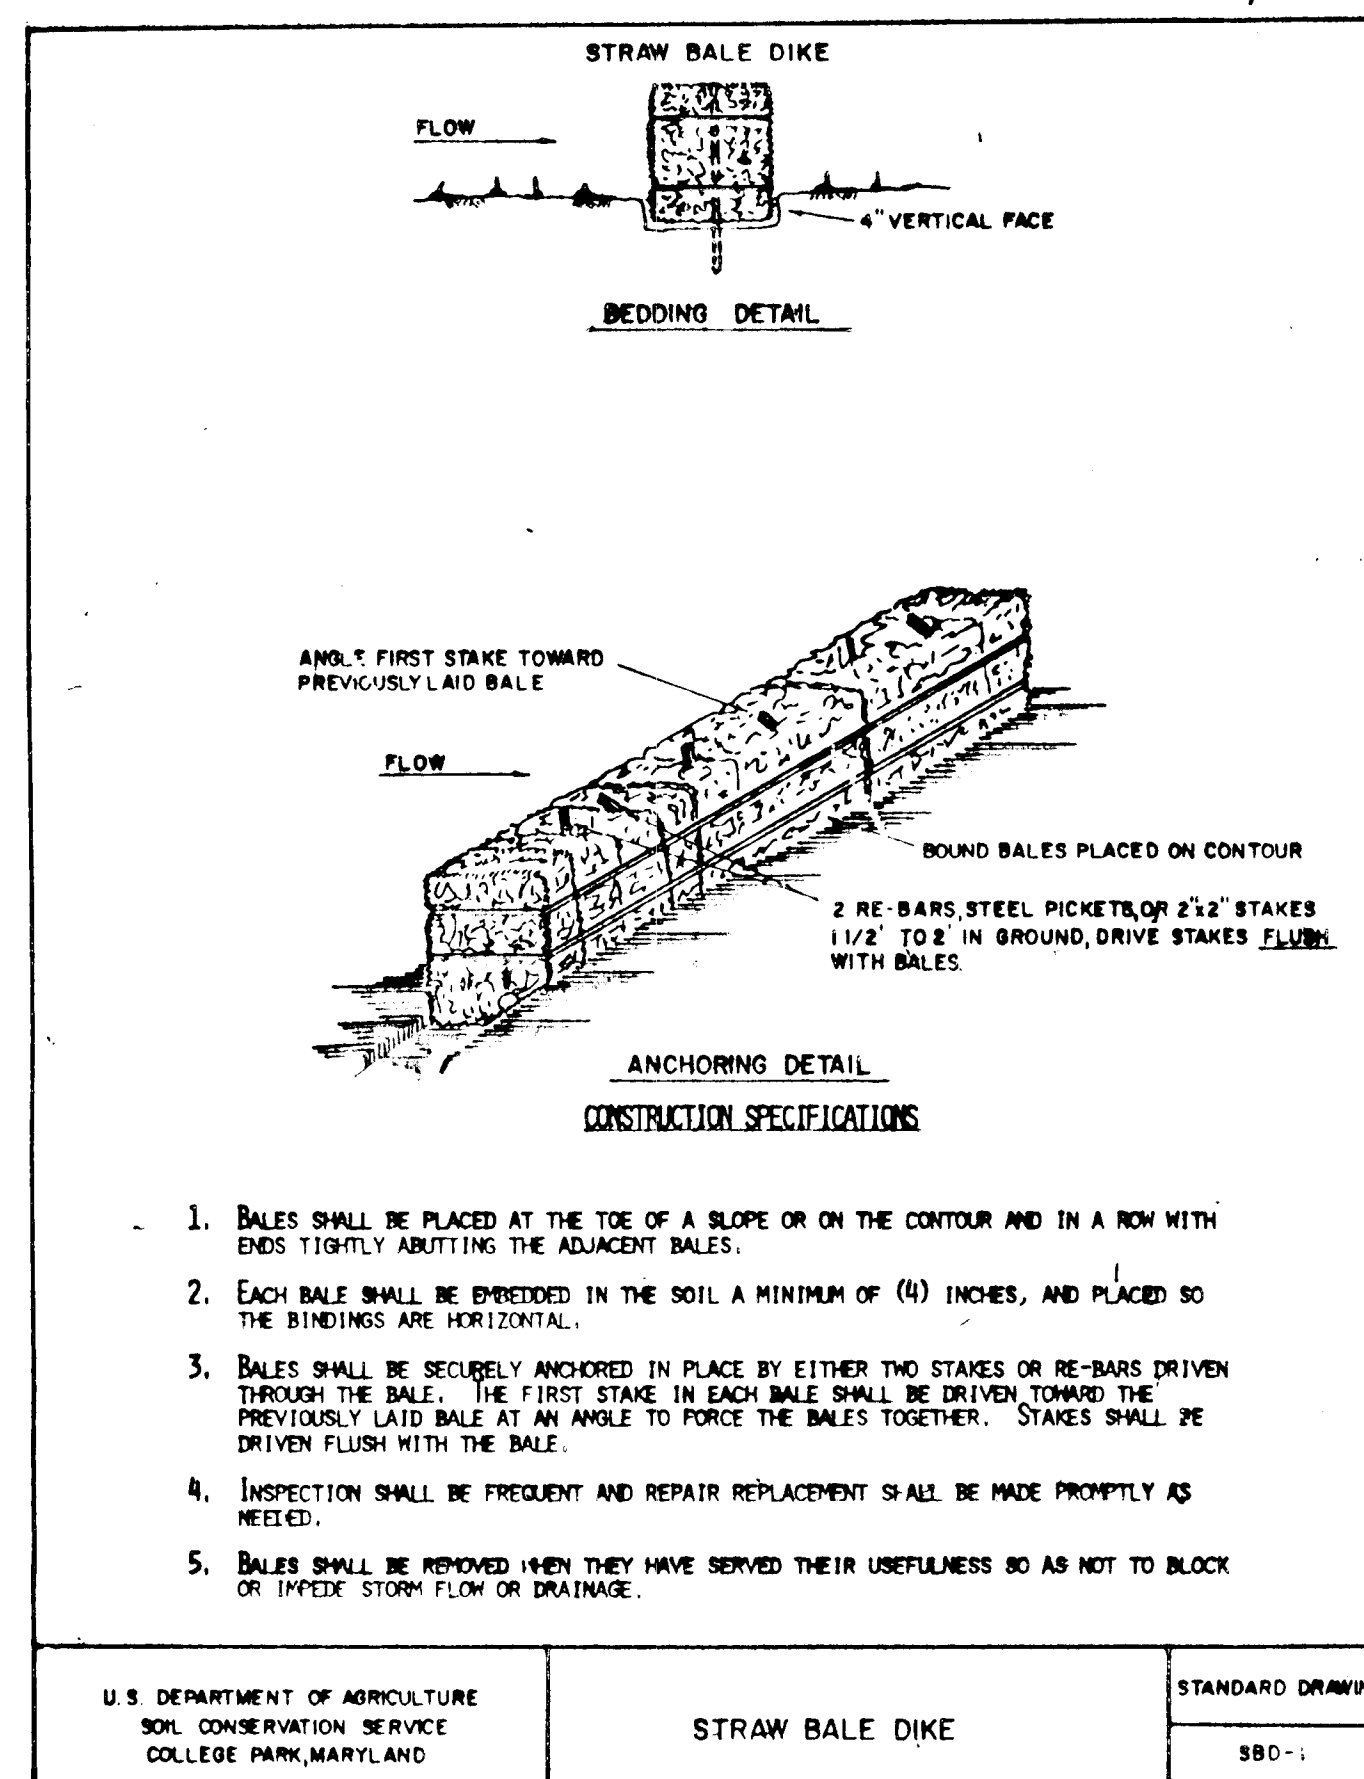 STRAW BALE DIKE
FLOW
4" VERTICAL FACE
BEDDING DETAIL
ANGLE FIRST STAKE TOWARD
PREVIOUSLY LAID BALE
FLOW
BOUND BALES PLACED ON CONTOUR
2 RE-BARS, STEEL PICKETS, OR 2"x2" STAKES
1 1/2' TO 2' IN GROUND, DRIVE STAKES FLUSH
WITH BALES.
ANCHORING DETAIL
CONSTRUCTION SPECIFICATIONS
1. BALES SHALL BE PLACED AT THE TOE OF A SLOPE OR ON THE CONTOUR AND IN A ROW WITH
ENDS TIGHTLY ABUTTING THE ADJACENT BALES.
2. EACH BALE SHALL BE EMBEDDED IN THE SOIL A MINIMUM OF (4) INCHES, AND PLACED SO
THE BINDINGS ARE HORIZONTAL.
3. BALES SHALL BE SECURELY ANCHORED IN PLACE BY EITHER TWO STAKES OR RE-BARS DRIVEN
THROUGH THE BALE. THE FIRST STAKE IN EACH BALE SHALL BE DRIVEN TOWARD THE
PREVIOUSLY LAID BALE AT AN ANGLE TO FORCE THE BALES TOGETHER. STAKES SHALL BE
DRIVEN FLUSH WITH THE BALE.
4. INSPECTION SHALL BE FREQUENT AND REPAIR REPLACEMENT SHALL BE MADE PROMPTLY AS
NEEDED.
5. BALES SHALL BE REMOVED WHEN THEY HAVE SERVED THEIR USEFULNESS SO AS NOT TO BLOCK
OR IMPEDE STORM FLOW OR DRAINAGE.
U.S. DEPARTMENT OF AGRICULTURE
SOIL CONSERVATION SERVICE
COLLEGE PARK, MARYLAND
STRAW BALE DIKE
STANDARD DRAWIN
SBD-1